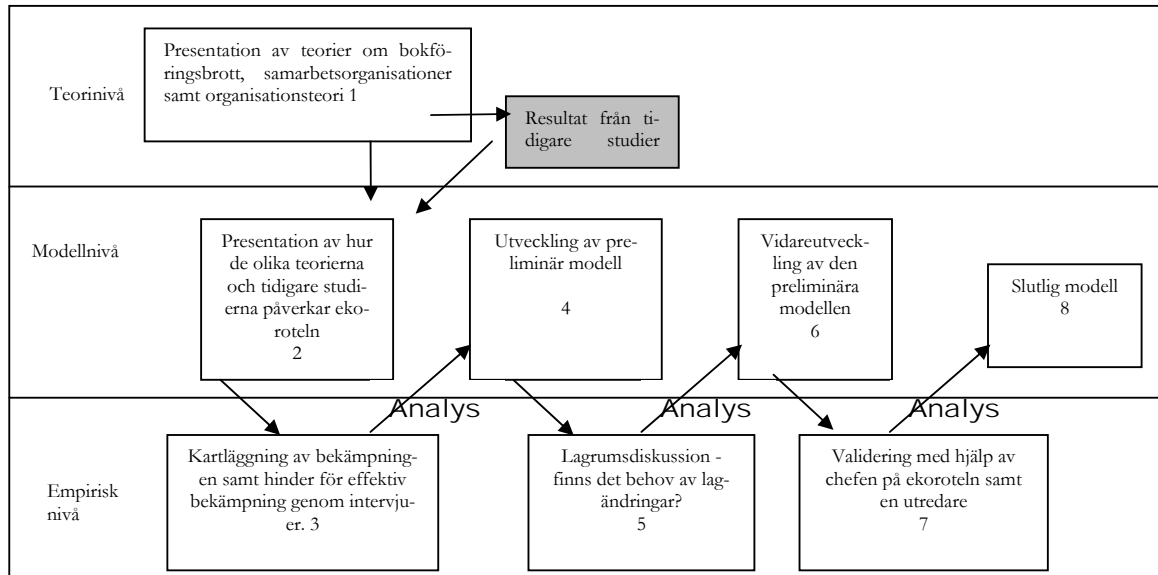 Presentation av teorier om bokfö-
ringsbrott, samarbetsorganisationer
samt organisationsteori 1
Teorinivå
Resultat från ti-
digare studier
Modellnivå
Presentation av hur
de olika teorierna
och tidigare studi-
erna påverkar eko-
roteln
2
Utveckling av pre-
liminär modell
4
Vidareutveck-
ling av den
preliminära
modellen
6
Slutlig modell
8
Analys
Analys
Analys
Empirisk
nivå
Kartläggning av bekämpning-
en samt hinder för effektiv
bekämpning genom intervju-
er. 3
Lagrumsdiskussion -
finns det behov av lag-
ändringar?
5
Validering med hjälp av
chefen på ekoroteln samt
en utredare
7